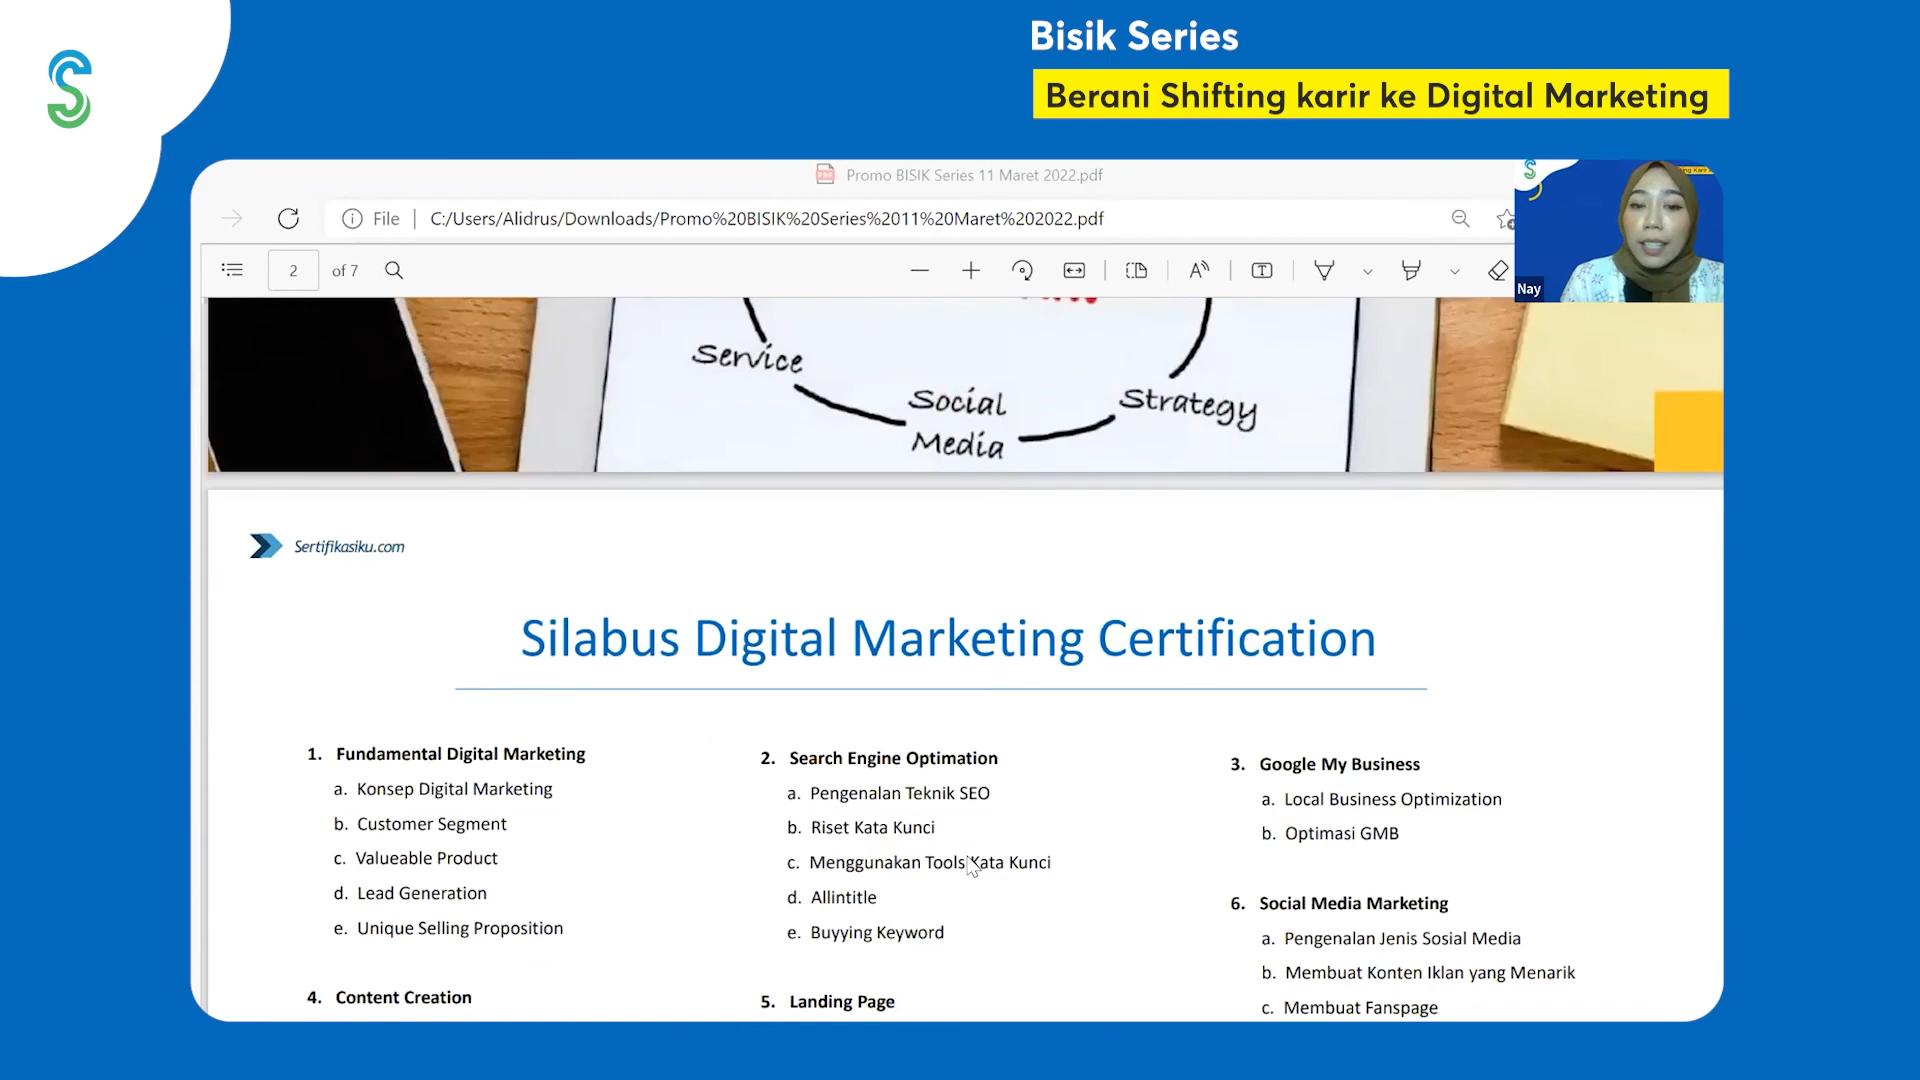 Bisik Series
Berani Shifting karir ke Digital Marketing
Promo BISIK Series 11 Maret 2022.pdf
File
C:/Users/Alidrus/Downloads/Promo%20BISIK%20Series%2011%20Maret%202022.pdf
2 of 7
Nay
Service
Social
Media
Strategy
Sertifikasiku.com
Silabus Digital Marketing Certification
1. Fundamental Digital Marketing
a. Konsep Digital Marketing
b. Customer Segment
c. Valueable Product
d. Lead Generation
e. Unique Selling Proposition
2. Search Engine Optimation
a. Pengenalan Teknik SEO
b. Riset Kata Kunci
c. Menggunakan Tools Kata Kunci
d. Allintitle
e. Buyying Keyword
3. Google My Business
a. Local Business Optimization
b. Optimasi GMB
4. Content Creation
5. Landing Page
6. Social Media Marketing
a. Pengenalan Jenis Sosial Media
b. Membuat Konten Iklan yang Menarik
c. Membuat Fanspage